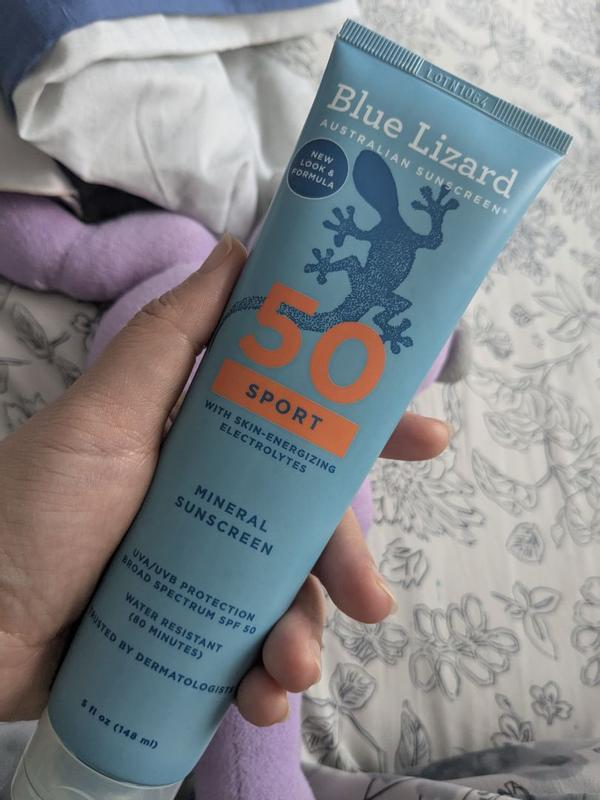 LOTN1064
Blue Lizard
AUSTRALIAN SUNSCREEN®
NEW
LOOK &
FORMULA
50
SPORT
WITH SKIN-ENERGIZING
ELECTROLYTES
MINERAL
SUNSCREEN
UVA/UVB PROTECTION
BROAD SPECTRUM SPF 50
WATER RESISTANT
(80 MINUTES)
TRUSTED BY DERMATOLOGISTS
5 fl oz (148 ml)